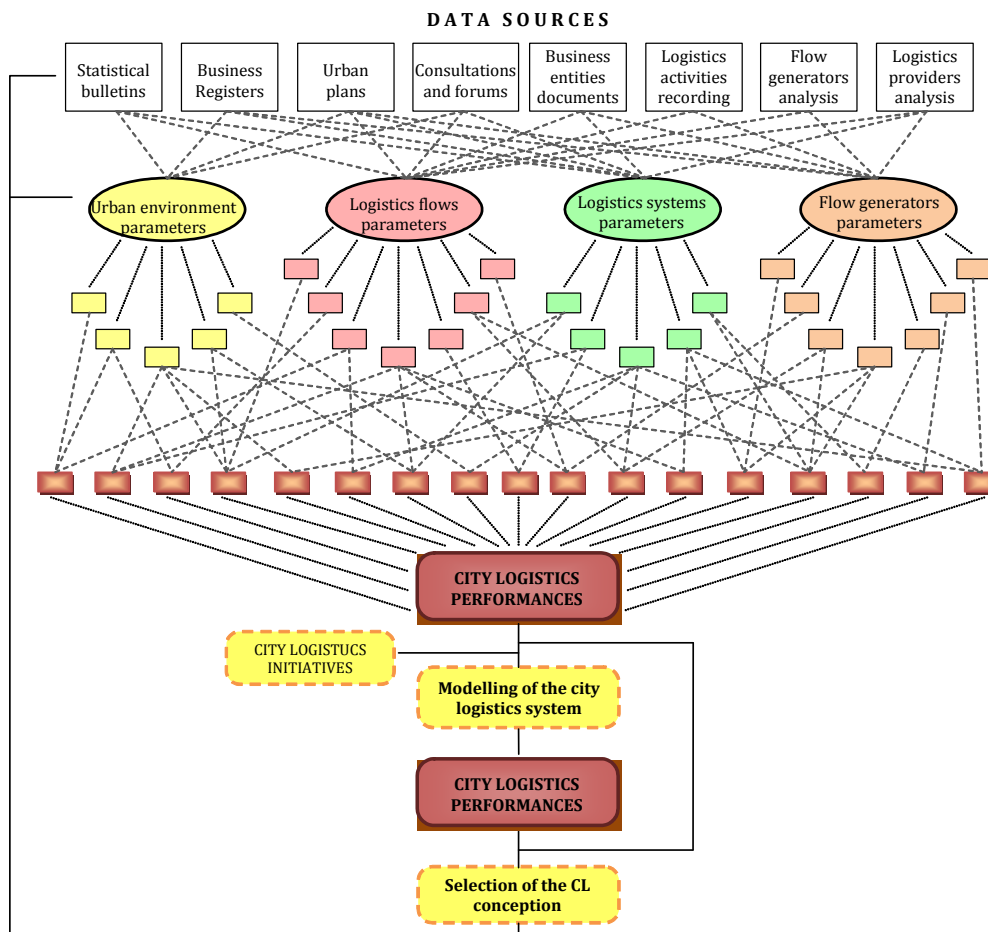 DATA SOURCES
Statistical
bulletins
Business
Registers
Urban
plans
Consultations
and forums
Business
entities
documents
Logistics
activities
recording
Flow
generators
analysis
Logistics
providers
analysis
Urban environment
parameters
Logistics flows
parameters
Logistics systems
parameters
Flow generators
parameters
CITY LOGISTICS
PERFORMANCES
CITY LOGISTUCS
INITIATIVES
Modelling of the city
logistics system
CITY LOGISTICS
PERFORMANCES
Selection of the CL
conception